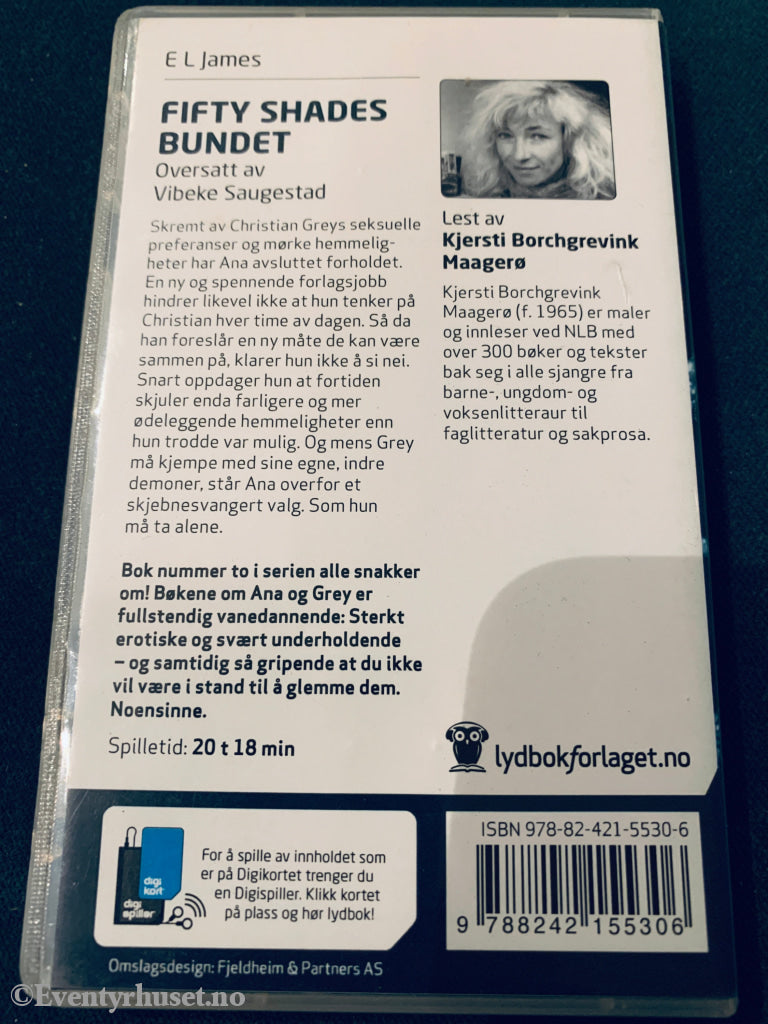 E L James
FIFTY SHADES
BUNDET
Oversatt av
Vibeke Saugestad
Skremt av Christian Greys seksuelle
preferanser og mørke hemmelig-
heter har Ana avsluttet forholdet.
En ny og spennende forlagsjobb
hindrer likevel ikke at hun tenker på
Christian hver time av dagen. Så da
han foreslår en ny måte de kan være
sammen på, klarer hun ikke å si nei.
Snart oppdager hun at fortiden
skjuler enda farligere og mer
ødeleggende hemmeligheter enn
hun trodde var mulig. Og mens Grey
må kjempe med sine egne, indre
demoner, står Ana overfor et
skjebnesvangert valg. Som hun
må ta alene.
Bok nummer to i serien alle snakker
om! Bøkene om Ana og Grey er
fullstendig vanedannende: Sterkt
erotiske og svært underholdende
– og samtidig så gripende at du ikke
vil være i stand til å glemme dem.
Noensinne.
Spilletid: 20 t 18 min
Lest av
Kjersti Borchgrevink
Maagerø
Kjersti Borchgrevink
Maagerø (f. 1965) er maler
og innleser ved NLB med
over 300 bøker og tekster
bak seg i alle sjangre fra
barne-, ungdom- og
voksenlitteraur til
faglitteratur og sakprosa.
lydbokforlaget.no
digi
kort
digi
spiller
For å spille av innholdet som
er på Digikortet trenger du
en Digispiller. Klikk kortet
på plass og hør lydbok!
ISBN 978-82-421-5530-6
9 788242 155306
Omslagsdesign: Fjeldheim & Partners AS
©Eventyrhuset.no